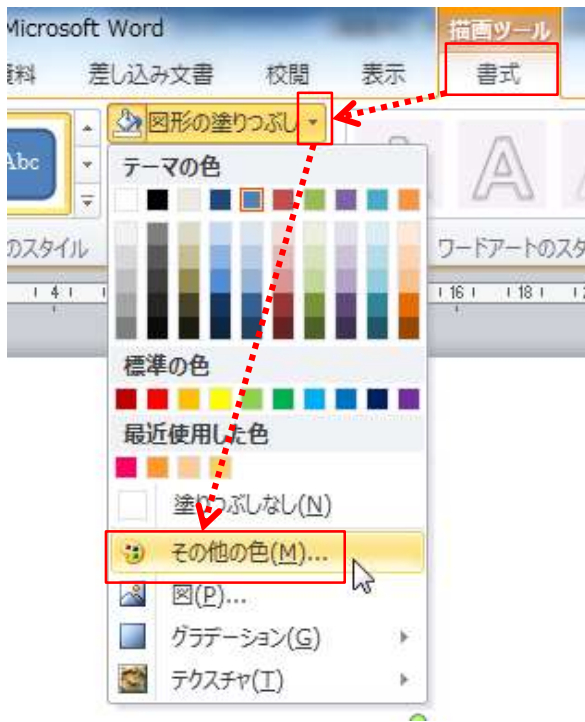 Microsoft Word
描画ツール
資料 差し込み文書 校閲 表示 書式
Abc
図形の塗りつぶし
テーマの色
のスタイル
ワードアートのスタ
4 16 18
標準の色
最近使用した色
塗りつぶしなし(N)
その他の色(M)...
図(P)...
グラデーション(G)
テクスチャ(T)